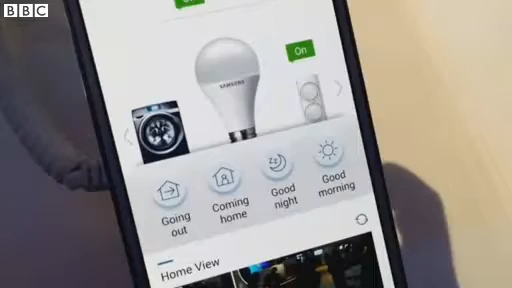 BBC
SAMSUNG
On
Going
out
Coming
home
Good
night
Good
morning
Home View